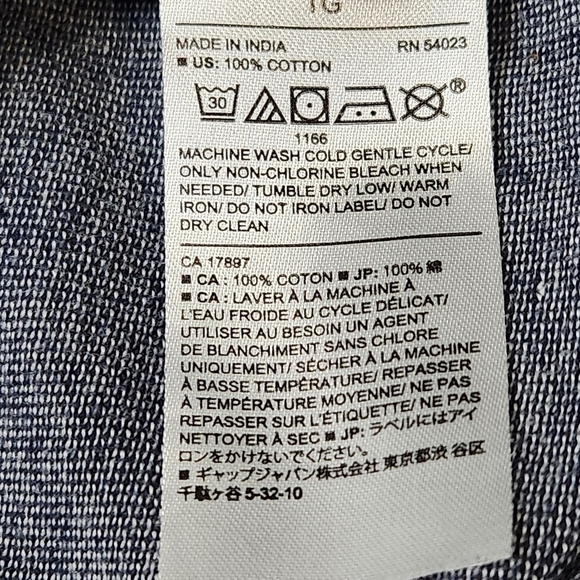 TG
MADE IN INDIA RN 54023
■ US: 100% COTTON
30
®
1166
MACHINE WASH COLD GENTLE CYCLE/
ONLY NON-CHLORINE BLEACH WHEN
NEEDED/ TUMBLE DRY LOW/ WARM
IRON/ DO NOT IRON LABEL/ DO NOT
DRY CLEAN
CA 17897
■ CA : 100% COTON ■ JP: 100% 綿
■ CA : LAVER À LA MACHINE À
L'EAU FROIDE AU CYCLE DÉLICAT/
UTILISER AU BESOIN UN AGENT
DE BLANCHIMENT SANS CHLORE
UNIQUEMENT/ SÉCHER À LA MACHINE
À BASSE TEMPÉRATURE/ REPASSER
À TEMPÉRATURE MOYENNE/ NE PAS
REPASSER SUR L'ÉTIQUETTE/ NE PAS
NETTOYER À SEC ■ JP: ラベルにはアイ
ロンをかけないでください。
■ ギャップジャパン株式会社 東京都渋 谷区
千駄ヶ谷 5-32-10